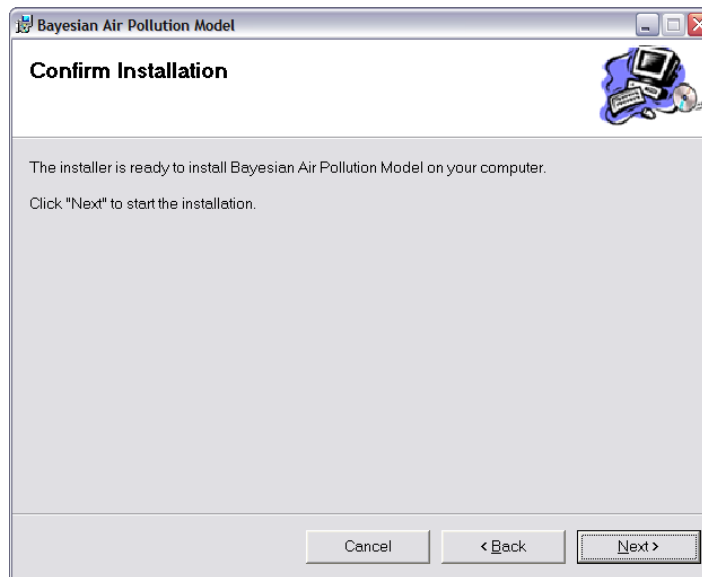 Bayesian Air Pollution Model
Confirm Installation
The installer is ready to install Bayesian Air Pollution Model on your computer.
Click "Next" to start the installation.
Cancel
< Back
Next >